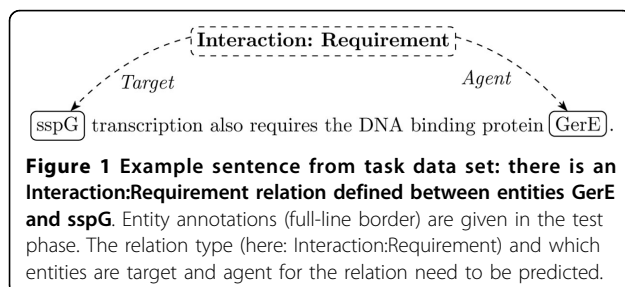 Interaction: Requirement
Target
Agent
sspG transcription also requires the DNA binding protein GerE.
Figure 1 Example sentence from task data set: there is an
Interaction:Requirement relation defined between entities GerE
and sspG. Entity annotations (full-line border) are given in the test
phase. The relation type (here: Interaction:Requirement) and which
entities are target and agent for the relation need to be predicted.